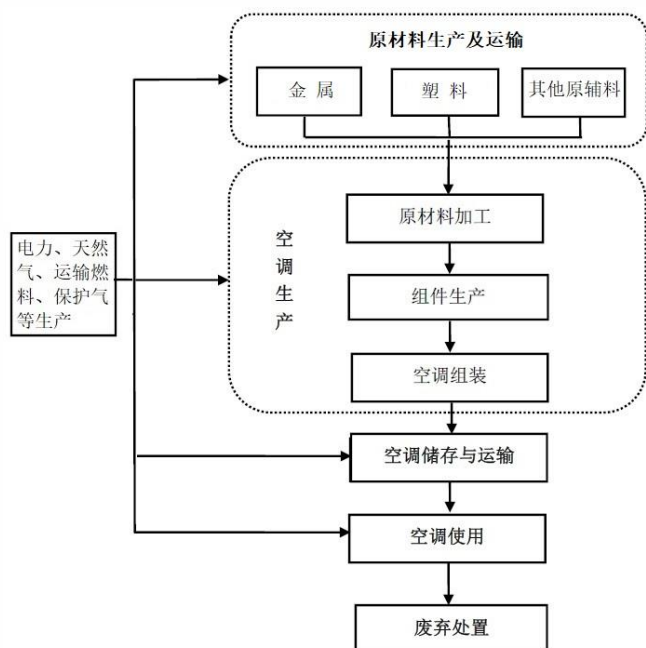 原材料生产及运输
金 属
塑 料
其他原辅料
空
调
生
产
原材料加工
组件生产
空调组装
电力、天然
气、运输燃
料、保护气
等生产
空调储存与运输
空调使用
废弃处置